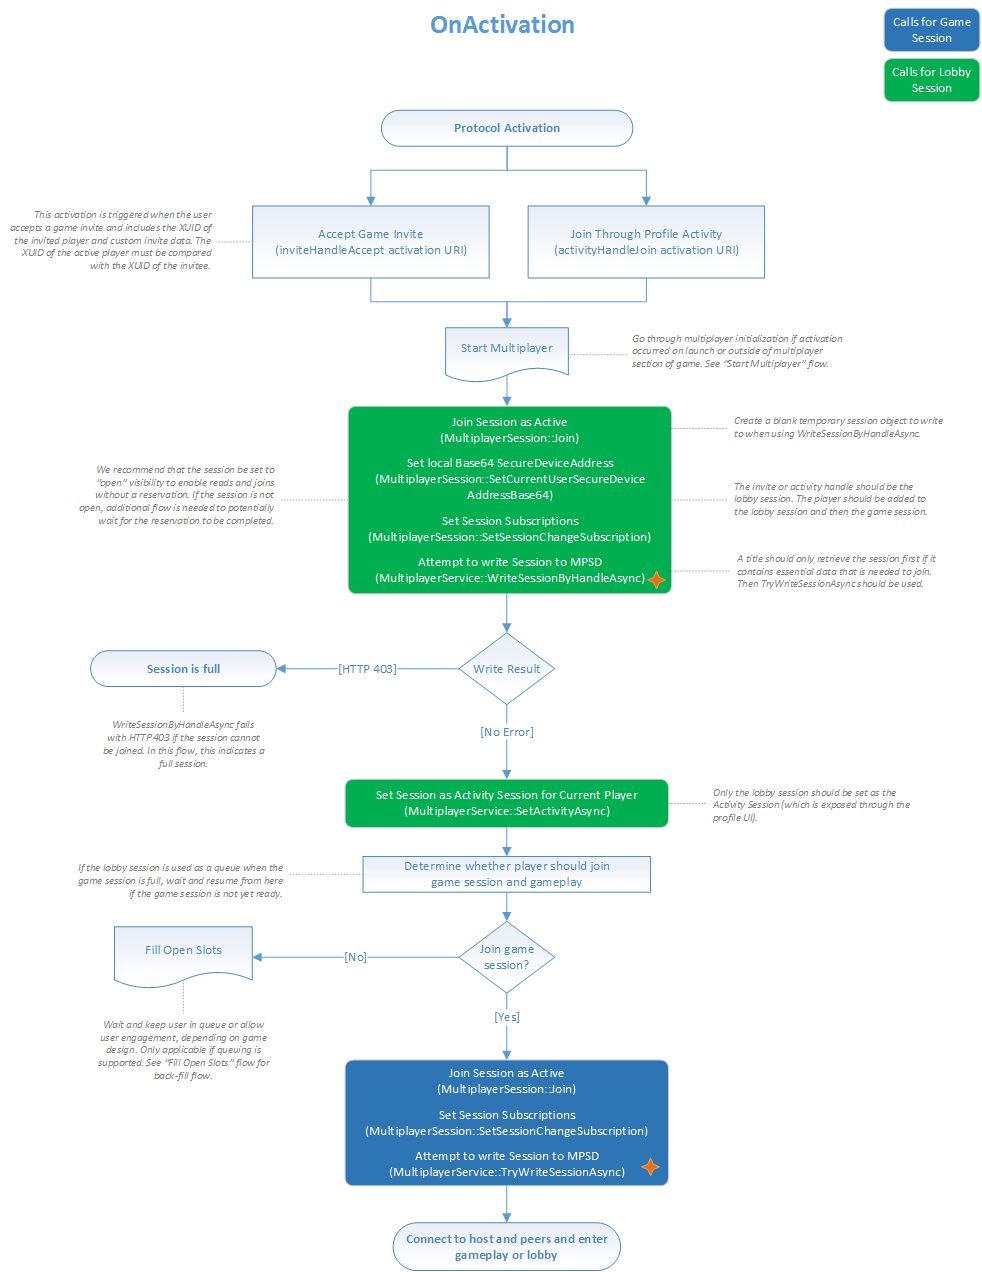 OnActivation
Calls for Game
Session
Calls for Lobby
Session
Protocol Activation
This activation is triggered when the user
accepts a game invite and includes the XUID of
the invited player and custom invite data. The
XUID of the active player must be compared
with the XUID of the invitee.
Accept Game Invite
(inviteHandleAccept activation URI)
Join Through Profile Activity
(activityHandleJoin activation URI)
Start Multiplayer
Go through multiplayer initialization if activation
occurred on launch or outside of multiplayer
section of game. See “Start Multiplayer” flow.
Join Session as Active
(MultiplayerSession::Join)
Set local Base64 SecureDeviceAddress
(MultiplayerSession::SetCurrentUserSecureDevice
AddressBase64)
Set Session Subscriptions
(MultiplayerSession::SetSessionChangeSubscription)
Attempt to write Session to MPSD
(MultiplayerService::WriteSessionByHandleAsync)
Create a blank temporary session object to write
to when using WriteSessionByHandleAsync.
We recommend that the session be set to
“open” visibility to enable reads and joins
without a reservation. If the session is not
open, additional flow is needed to potentially
wait for the reservation to be completed.
The invite or activity handle should be the
lobby session. The player should be added to
the lobby session and then the game session.
A title should only retrieve the session first if it
contains essential data that is needed to join.
Then TryWriteSessionAsync should be used.
Session is full
[HTTP 403]
Write Result
WriteSessionByHandleAsync fails
with HTTP403 if the session cannot
be joined. In this flow, this indicates a
full session.
[No Error]
Set Session as Activity Session for Current Player
(MultiplayerService::SetActivityAsync)
Only the lobby session should be set as the
Activity Session (which is exposed through the
profile UI).
If the lobby session is used as a queue when the
game session is full, wait and resume from here
if the game session is not yet ready.
Determine whether player should join
game session and gameplay
Fill Open Slots
[No]
Join game
session?
Wait and keep user in queue or allow
user engagement, depending on game
design. Only applicable if queuing is
supported. See “Fill Open Slots” flow for
back-fill flow.
[Yes]
Join Session as Active
(MultiplayerSession::Join)
Set Session Subscriptions
(MultiplayerSession::SetSessionChangeSubscription)
Attempt to write Session to MPSD
(MultiplayerService::TryWriteSessionAsync)
Connect to host and peers and enter
gameplay or lobby